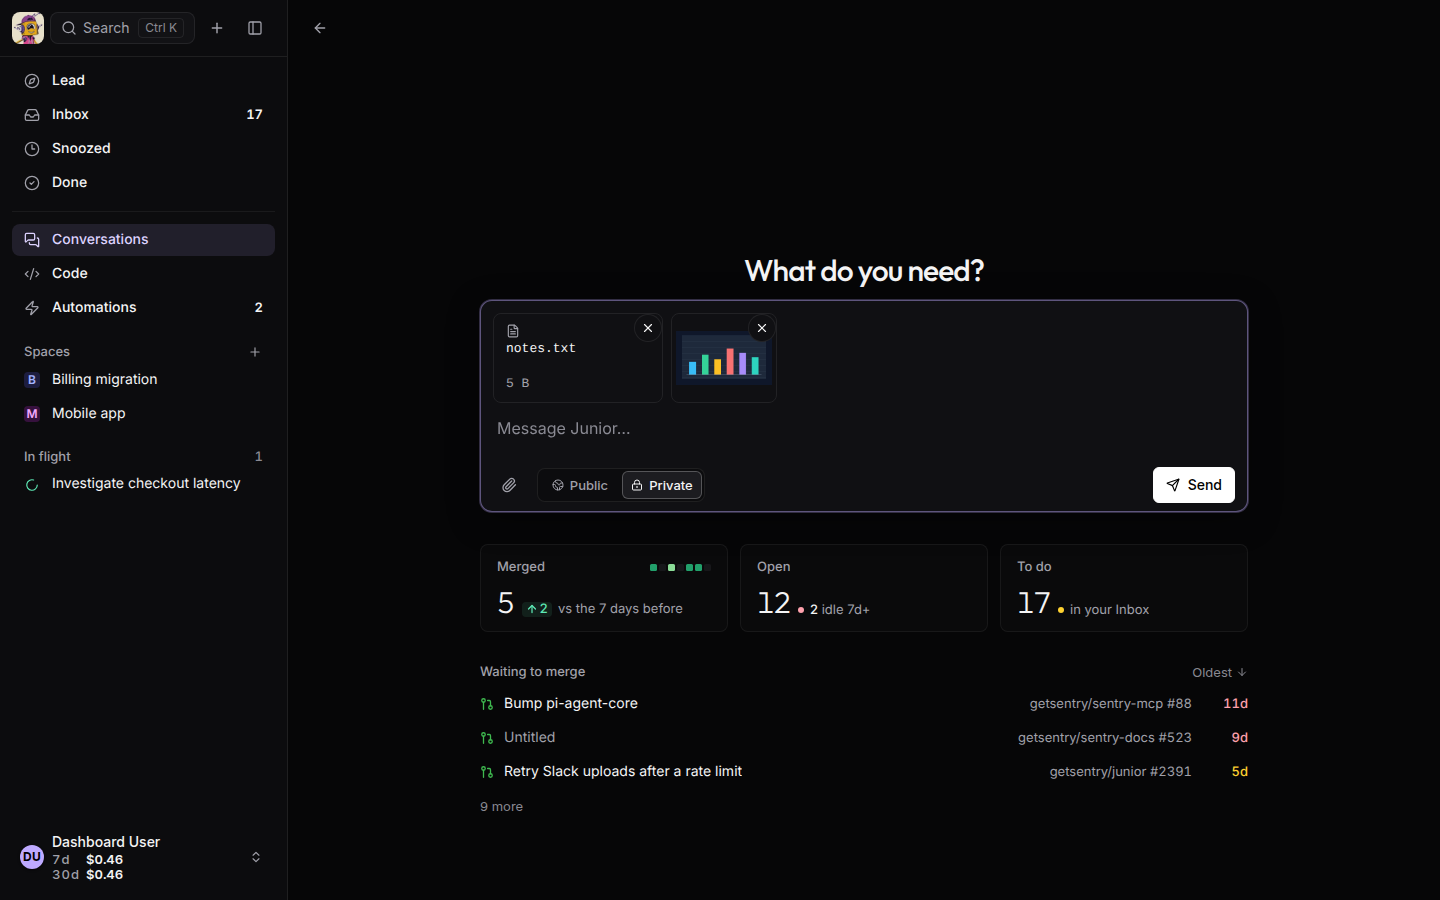 Search Ctrl K
Lead
Inbox 17
Snoozed
Done
Conversations
Code
Automations 2
Spaces
B Billing migration
M Mobile app
In flight 1
Investigate checkout latency
DU Dashboard User
7d $0.46
30d $0.46
What do you need?
notes.txt
5 B
Message Junior...
Public Private Send
Merged
5 2 vs the 7 days before
Open
12 2 idle 7d+
To do
17 in your Inbox
Waiting to merge Oldest
Bump pi-agent-core getsentry/sentry-mcp #88 11d
Untitled getsentry/sentry-docs #523 9d
Retry Slack uploads after a rate limit getsentry/junior #2391 5d
9 more